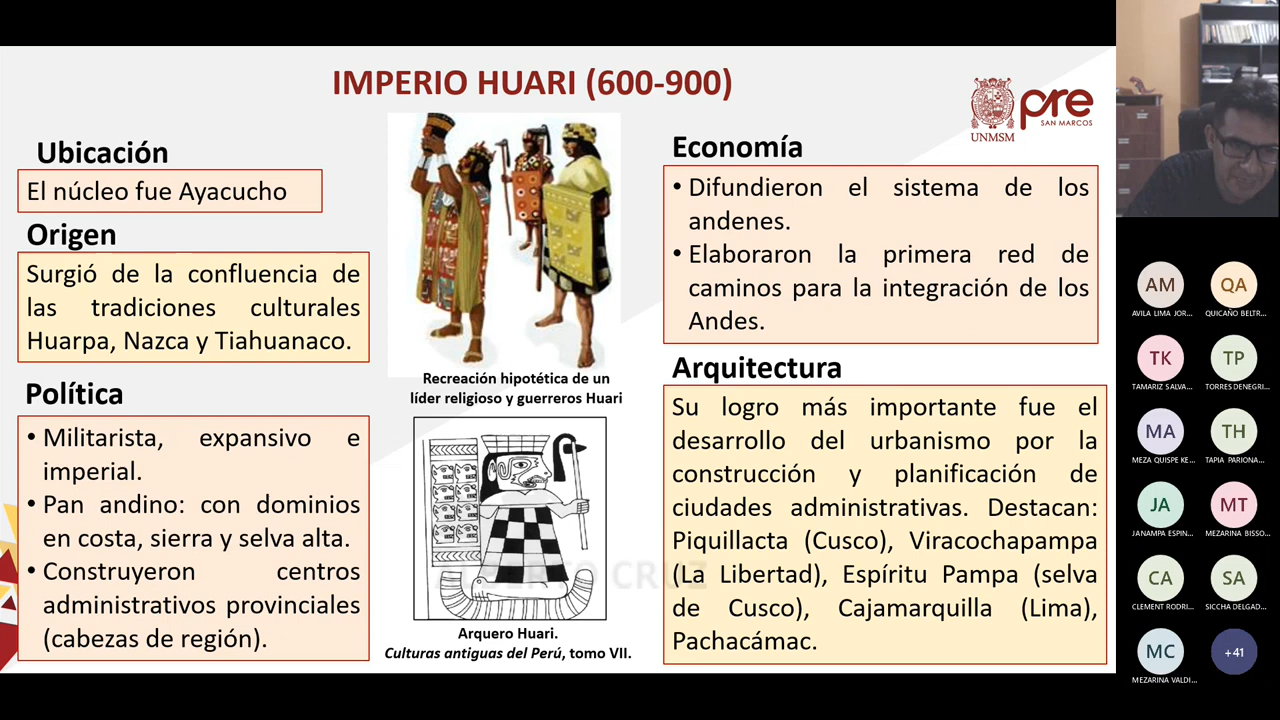 IMPERIO HUARI (600-900)
UNMSM
pre
SAN MARCOS
Ubicación
El núcleo fue Ayacucho
Origen
Surgió de la confluencia de
las tradiciones culturales
Huarpa, Nazca y Tiahuanaco.
Política
• Militarista, expansivo e
imperial.
• Pan andino: con dominios
en costa, sierra y selva alta.
• Construyeron centros
administrativos provinciales
(cabezas de región).
Recreación hipotética de un
líder religioso y guerreros Huari
Arquero Huari.
Culturas antiguas del Perú, tomo VII.
Economía
• Difundieron el sistema de los
andenes.
• Elaboraron la primera red de
caminos para la integración de los
Andes.
Arquitectura
Su logro más importante fue el
desarrollo del urbanismo por la
construcción y planificación de
ciudades administrativas. Destacan:
Piquillacta (Cusco), Viracochapampa
(La Libertad), Espíritu Pampa (selva
de Cusco), Cajamarquilla (Lima),
Pachacámac.
CRUZ
AM
QA
AVILA LIMA JOR...
QUICAÑO BELTR...
TK
TP
TAMARIZ SALVA...
TORRES DENEGRI...
MA
TH
MEZA QUISPE KE...
TAPIA PARIONA...
JA
MT
JANAMPA ESPIN...
MEZARINA BISSO...
CA
SA
CLEMENT RODRI...
SICCHA DELGAD...
MC
+41
MEZARINA VALDI...